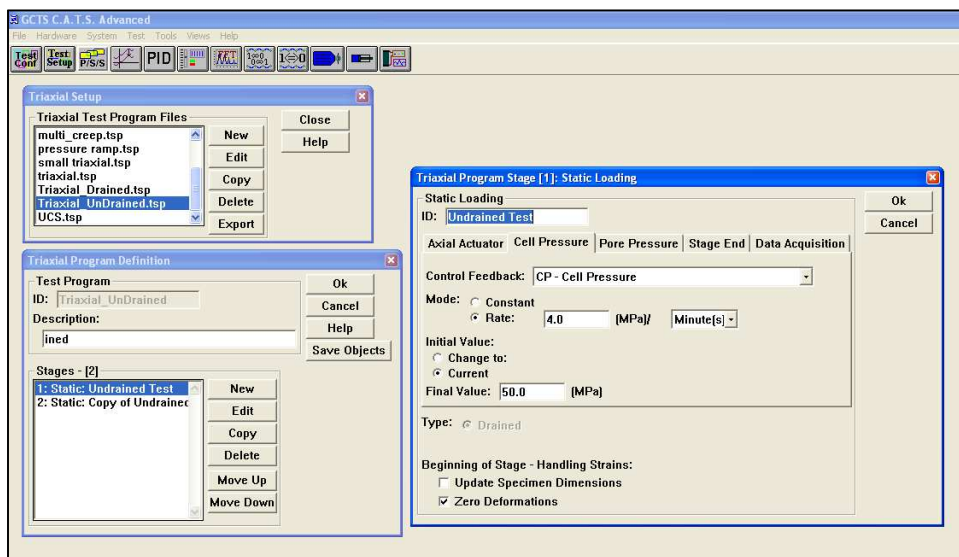 GCTS C.A.T.S. Advanced
File Hardware System Test Tools Views Help
Test Conf Test Setup P/S/S PID
Triaxial Setup
Triaxial Test Program Files
multi_creep.tsp
pressure ramp.tsp
small triaxial.tsp
triaxial.tsp
Triaxial_Drained.tsp
Triaxial_UnDrained.tsp
UCS.tsp
New
Edit
Copy
Delete
Export
Close
Help
Triaxial Program Definition
Test Program
ID: Triaxial_UnDrained
Description:
ined
Ok
Cancel
Help
Save Objects
Stages - [2]
1: Static: Undrained Test
2: Static: Copy of Undrained
New
Edit
Copy
Delete
Move Up
Move Down
Triaxial Program Stage [1]: Static Loading
Static Loading
ID: Undrained Test
Ok
Cancel
Axial Actuator Cell Pressure Pore Pressure Stage End Data Acquisition
Control Feedback: CP - Cell Pressure
Mode: Constant
Rate: 4.0 (MPa)/ Minute[s]
Initial Value:
Change to:
Current
Final Value: 50.0 (MPa)
Type: Drained
Beginning of Stage - Handling Strains:
Update Specimen Dimensions
Zero Deformations